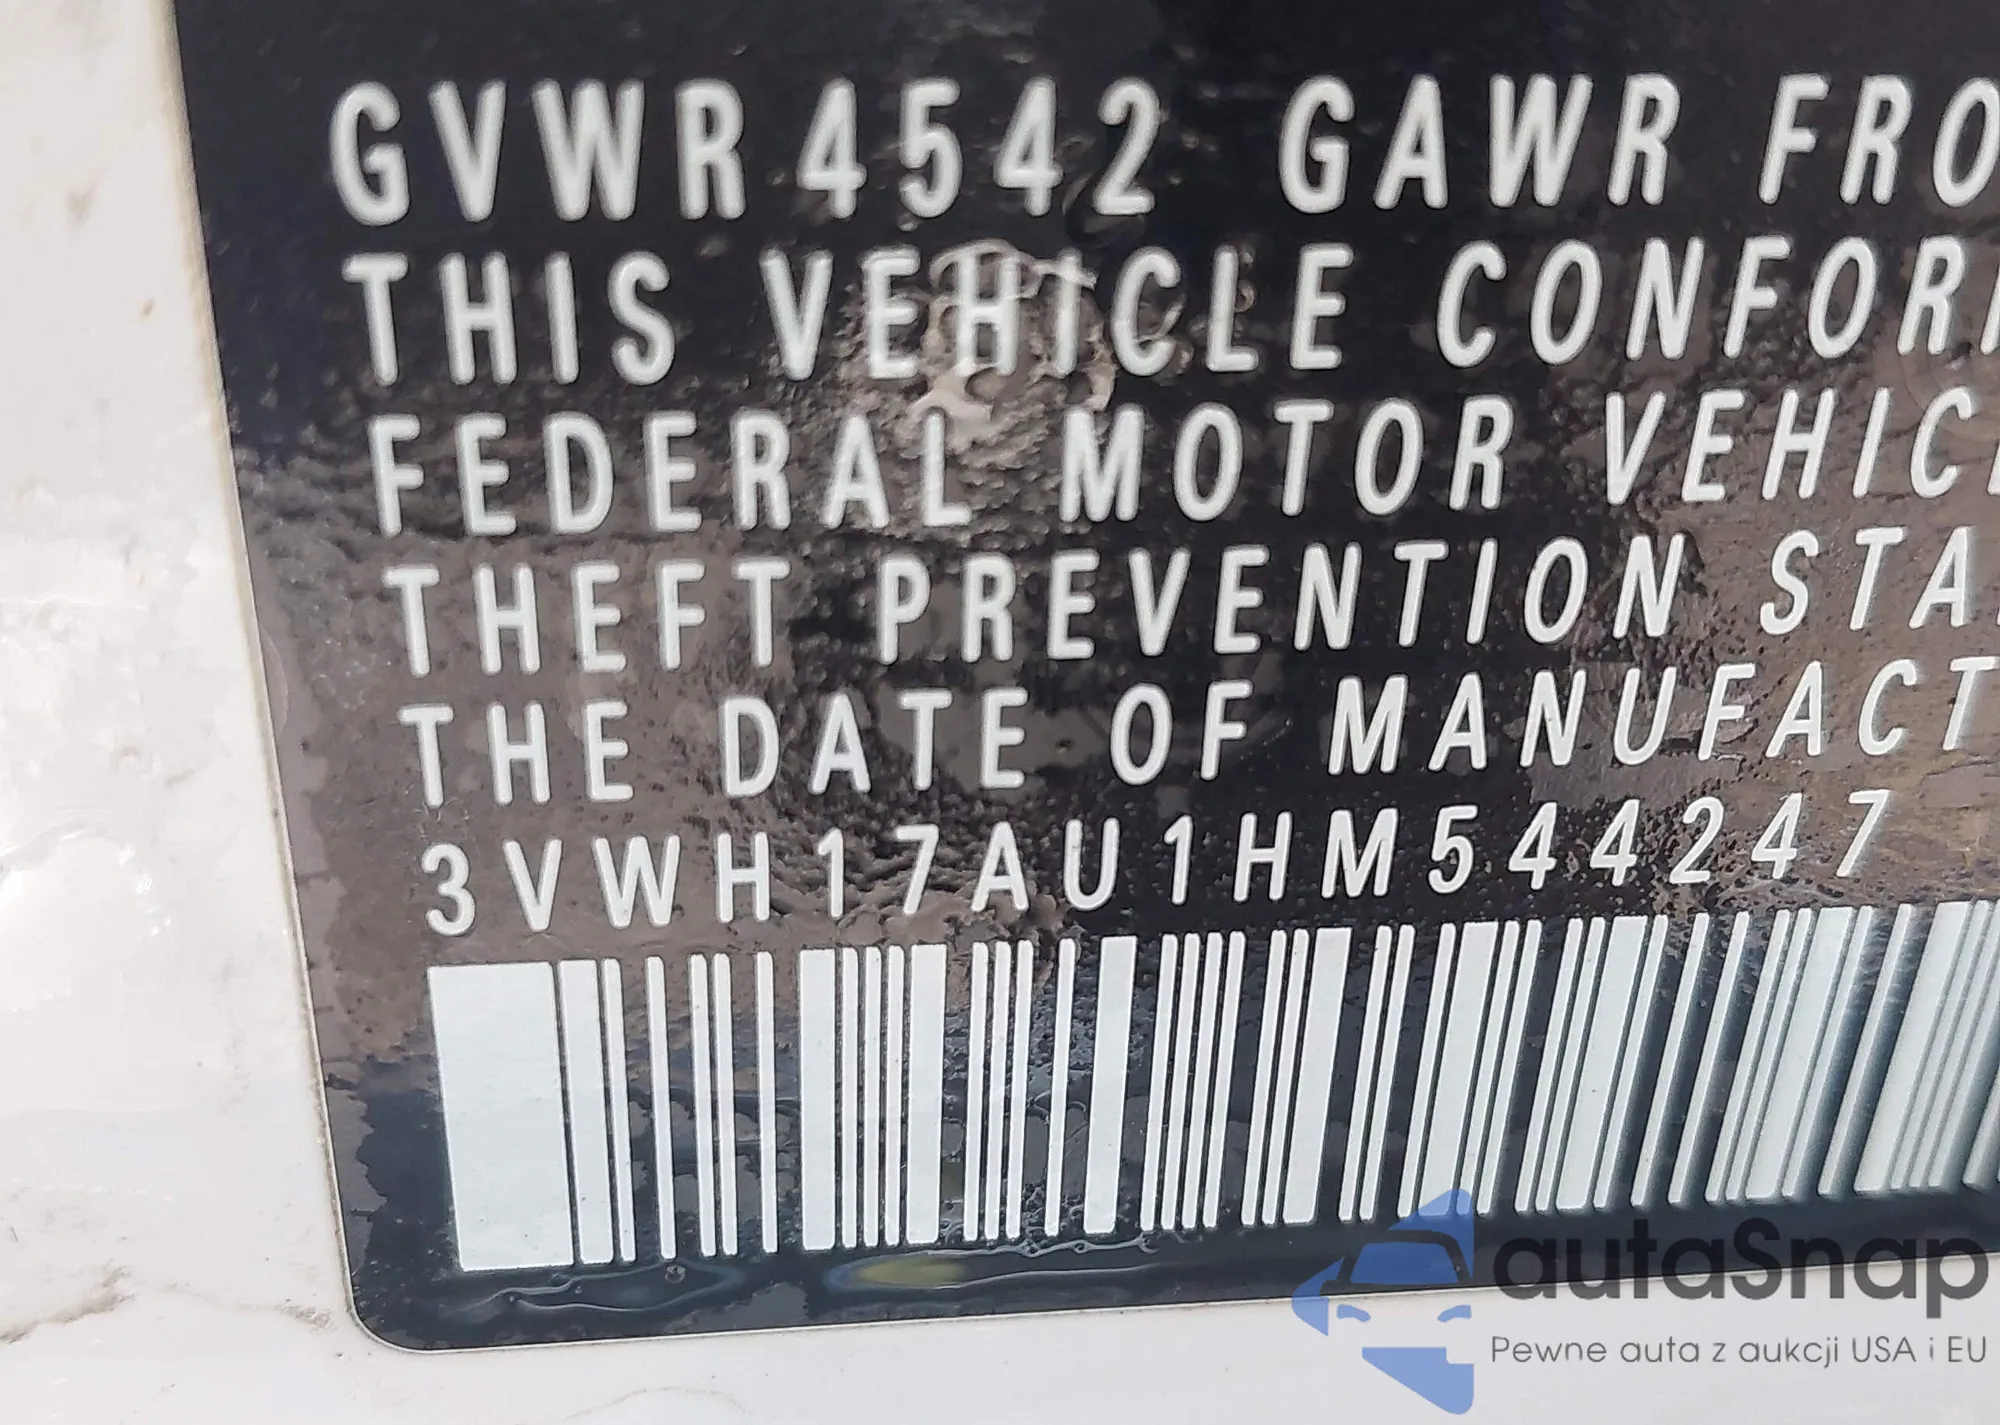 GVWR 4542 GAWR FRO
THIS VEHICLE CONFOR
FEDERAL MOTOR VEHIC
THEFT PREVENTION STA
THE DATE OF MANUFACT
3VWH17AU1HM544247
autaSnap
Pewne auta z aukcji USA i EU